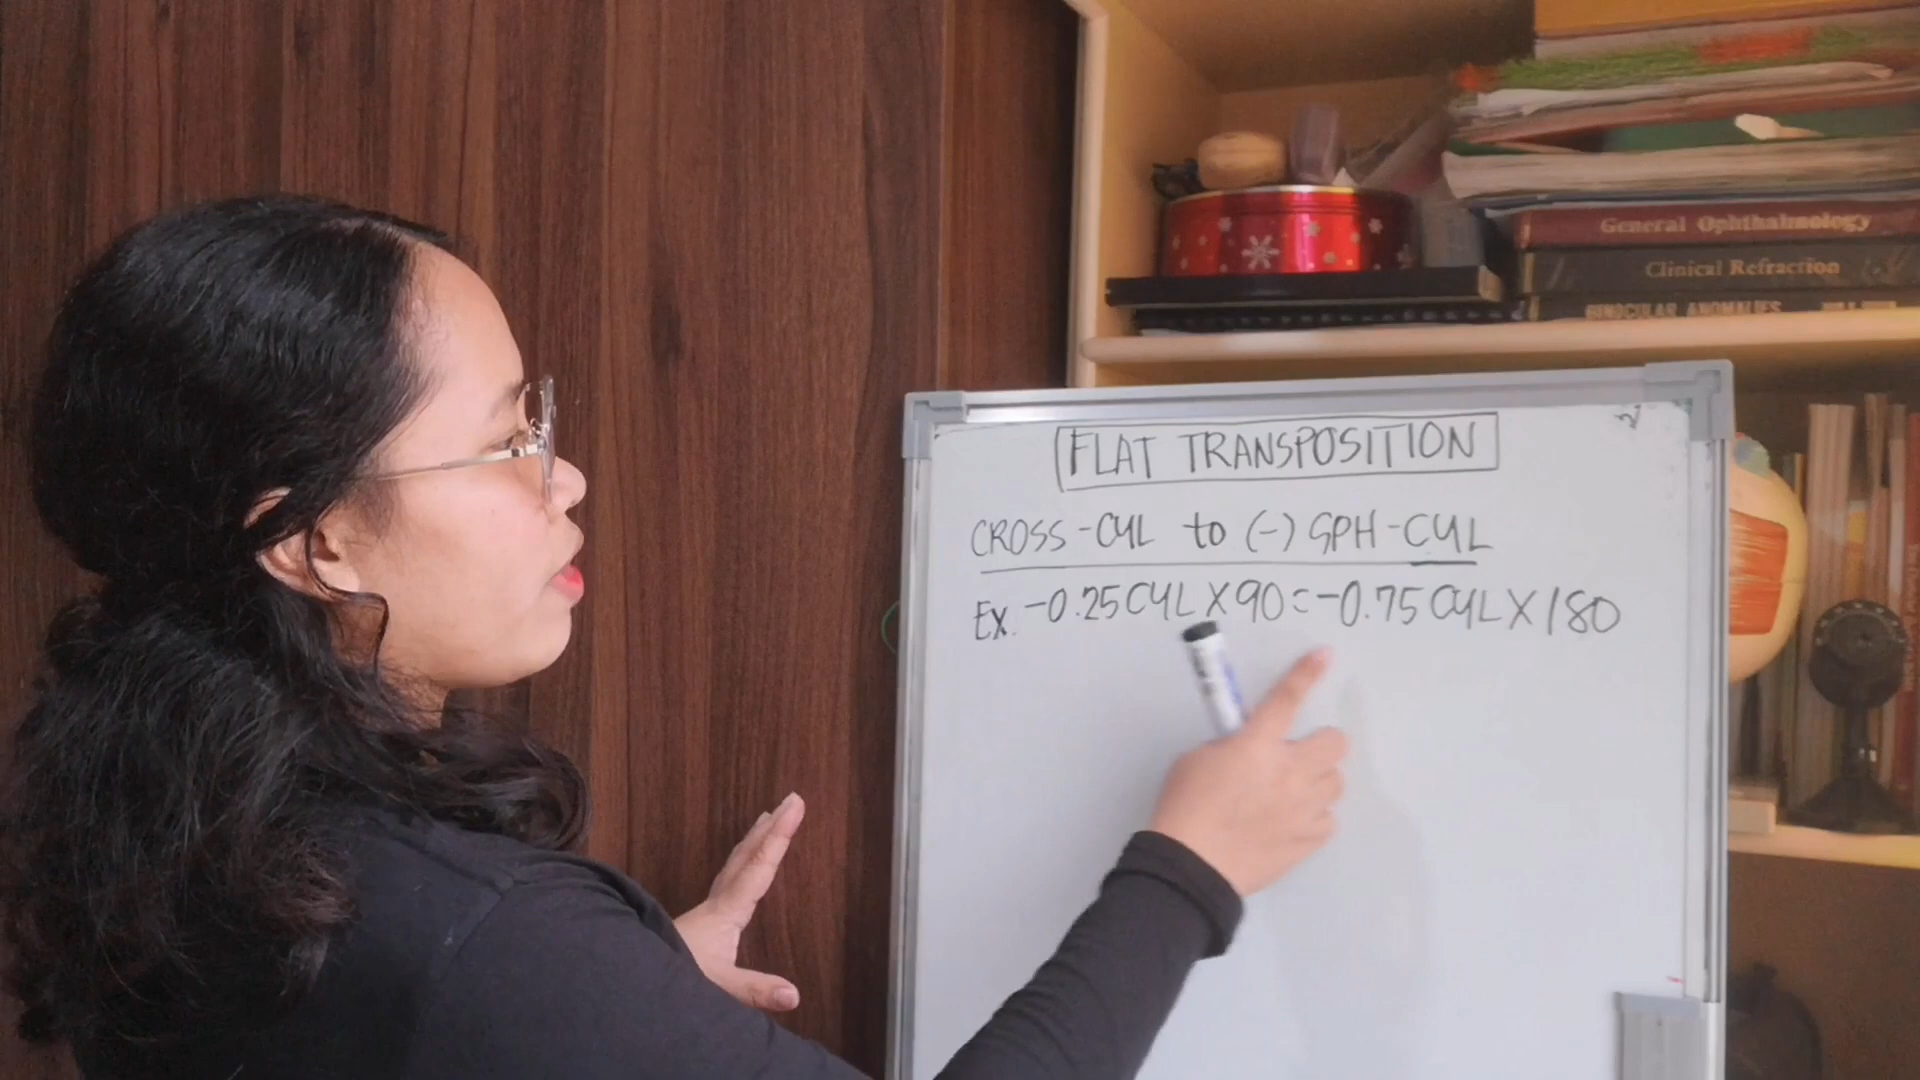 General Ophthalmology
Clinical Refraction
BINOCULAR ANOMALIES
FLAT TRANSPOSITION
CROSS-CYL to (-) SPH-CYL
Ex. -0.25 CYL X 90 = -0.75 CYL X 180